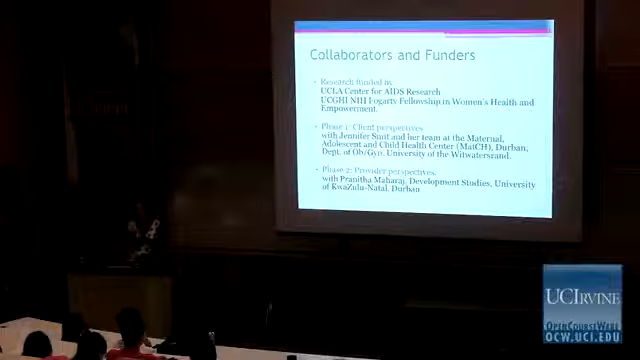 Collaborators and Funders
Research funded by:
UCLA Center for AIDS Research
UCGHI NIH Fogarty Fellowship in Women's Health and
Empowerment.
Phase 1: Client perspectives
with Jennifer Smit and her team at the Maternal,
Adolescent and Child Health Center (MatCH), Durban,
Dept. of Ob/Gyn, University of the Witwatersrand.
Phase 2: Provider perspectives.
with Pranitha Maharaj, Development Studies, University
of KwaZulu-Natal, Durban
UCIRVINE
OPENCOURSEWARE
OCW.UCI.EDU